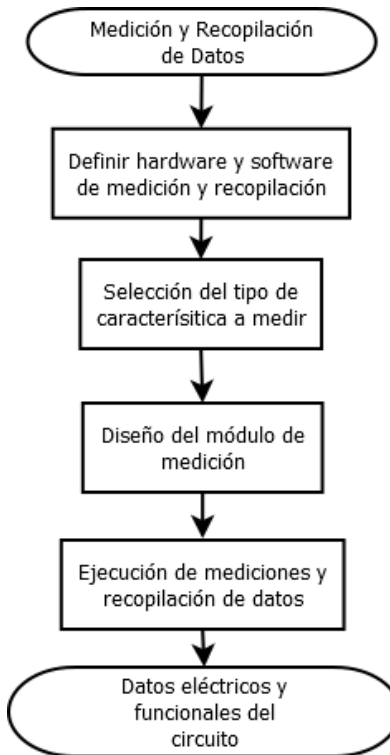 Medición y Recopilación
de Datos
Definir hardware y software
de medición y recopilación
Selección del tipo de
caracterísitica a medir
Diseño del módulo de
medición
Ejecución de mediciones y
recopilación de datos
Datos eléctricos y
funcionales del
circuito